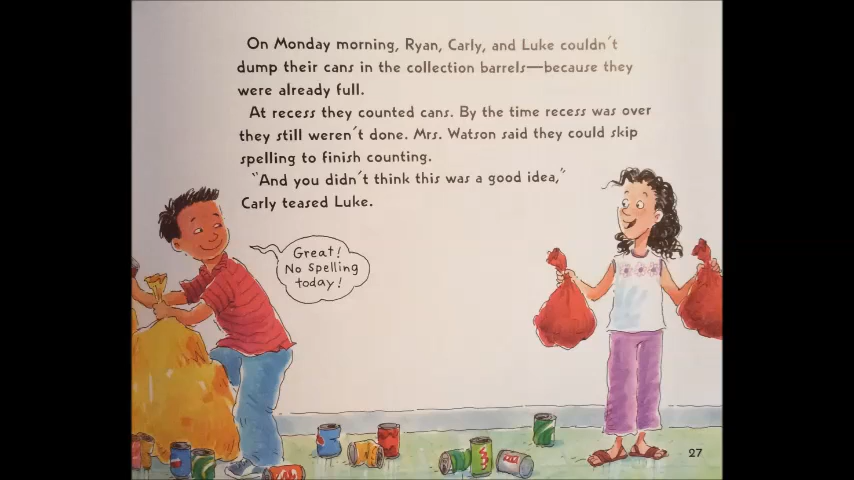 On Monday morning, Ryan, Carly, and Luke couldn't
dump their cans in the collection barrels—because they
were already full.
At recess they counted cans. By the time recess was over
they still weren't done. Mrs. Watson said they could skip
spelling to finish counting.
"And you didn't think this was a good idea,"
Carly teased Luke.
Great!
No spelling
today!
27